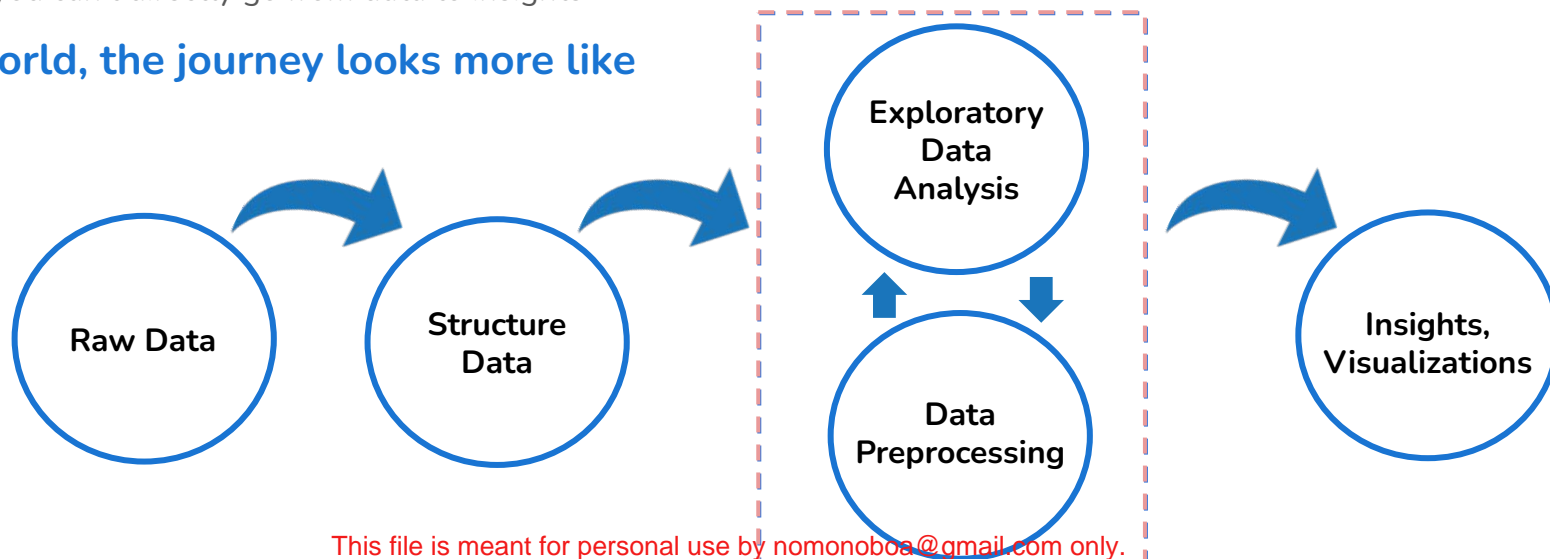 orld, the journey looks more like
Exploratory
Data
Analysis
Raw Data
Structure
Data
Insights,
Visualizations
Data
Preprocessing
This file is meant for personal use by nomonoboa@gmail.com only.